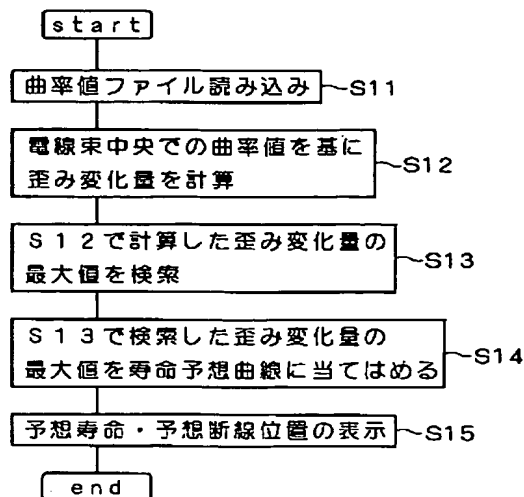 start
曲率値ファイル読み込み S11
電線束中央での曲率値を基に
歪み変化量を計算 S12
S12で計算した歪み変化量の
最大値を検索 S13
S13で検索した歪み変化量の
最大値を寿命予想曲線に当てはめる S14
予想寿命・予想断線位置の表示 S15
end